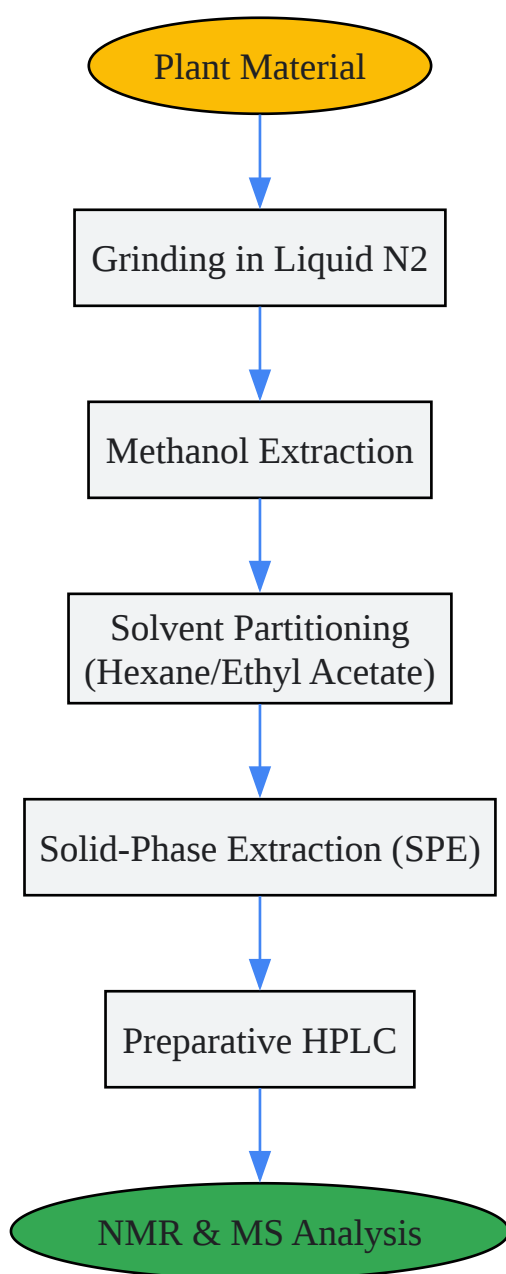 Plant Material
Grinding in Liquid N2
Methanol Extraction
Solvent Partitioning
(Hexane/Ethyl Acetate)
Solid-Phase Extraction (SPE)
Preparative HPLC
NMR & MS Analysis